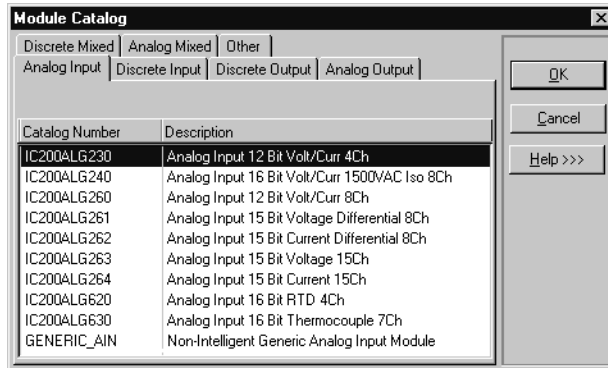 Module Catalog
Discrete Mixed Analog Mixed Other
Analog Input Discrete Input Discrete Output Analog Output
OK
Cancel
Help >>>
Catalog Number Description
IC200ALG230 Analog Input 12 Bit Volt/Curr 4Ch
IC200ALG240 Analog Input 16 Bit Volt/Curr 1500VAC Iso 8Ch
IC200ALG260 Analog Input 12 Bit Volt/Curr 8Ch
IC200ALG261 Analog Input 15 Bit Voltage Differential 8Ch
IC200ALG262 Analog Input 15 Bit Current Differential 8Ch
IC200ALG263 Analog Input 15 Bit Voltage 15Ch
IC200ALG264 Analog Input 15 Bit Current 15Ch
IC200ALG620 Analog Input 16 Bit RTD 4Ch
IC200ALG630 Analog Input 16 Bit Thermocouple 7Ch
GENERIC_AIN Non-Intelligent Generic Analog Input Module